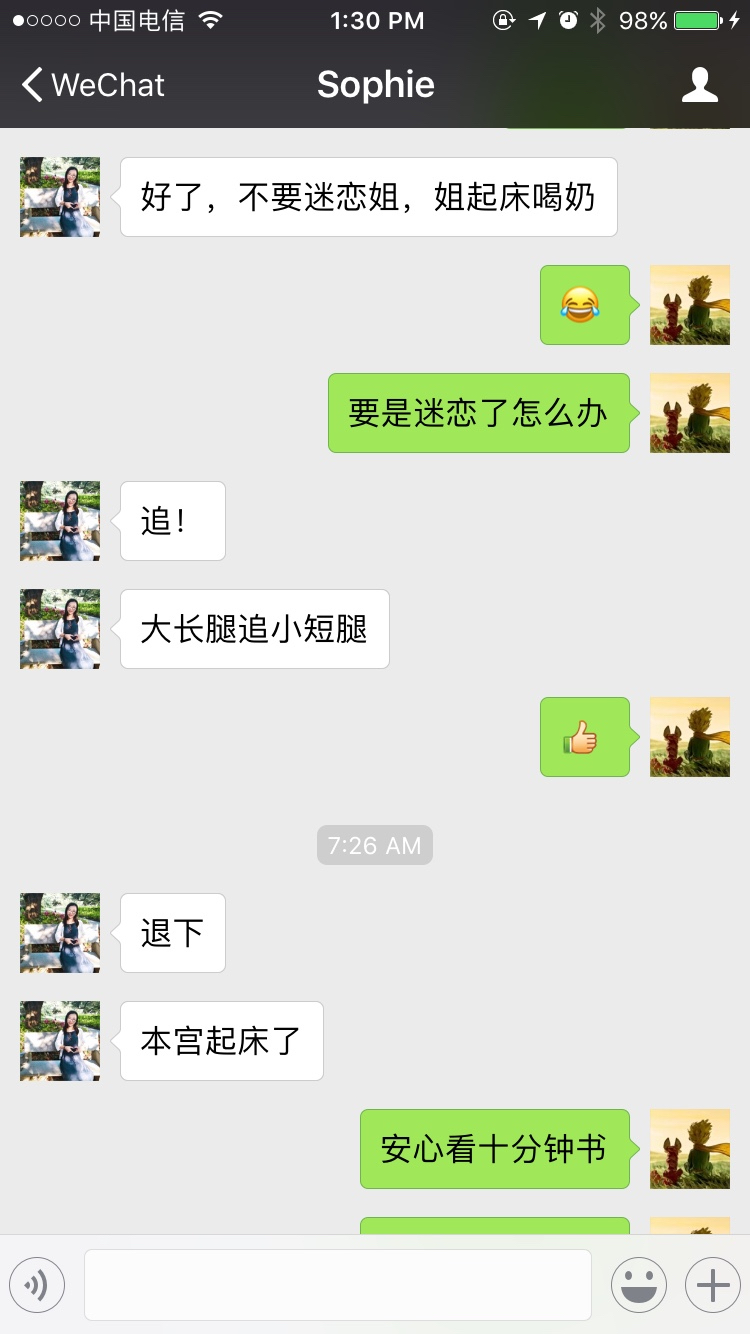 中国电信 1:30 PM 98%
WeChat Sophie
好了，不要迷恋姐，姐起床喝奶
😂
要是迷恋了怎么办
追！
大长腿追小短腿
👍
7:26 AM
退下
本宫起床了
安心看十分钟书